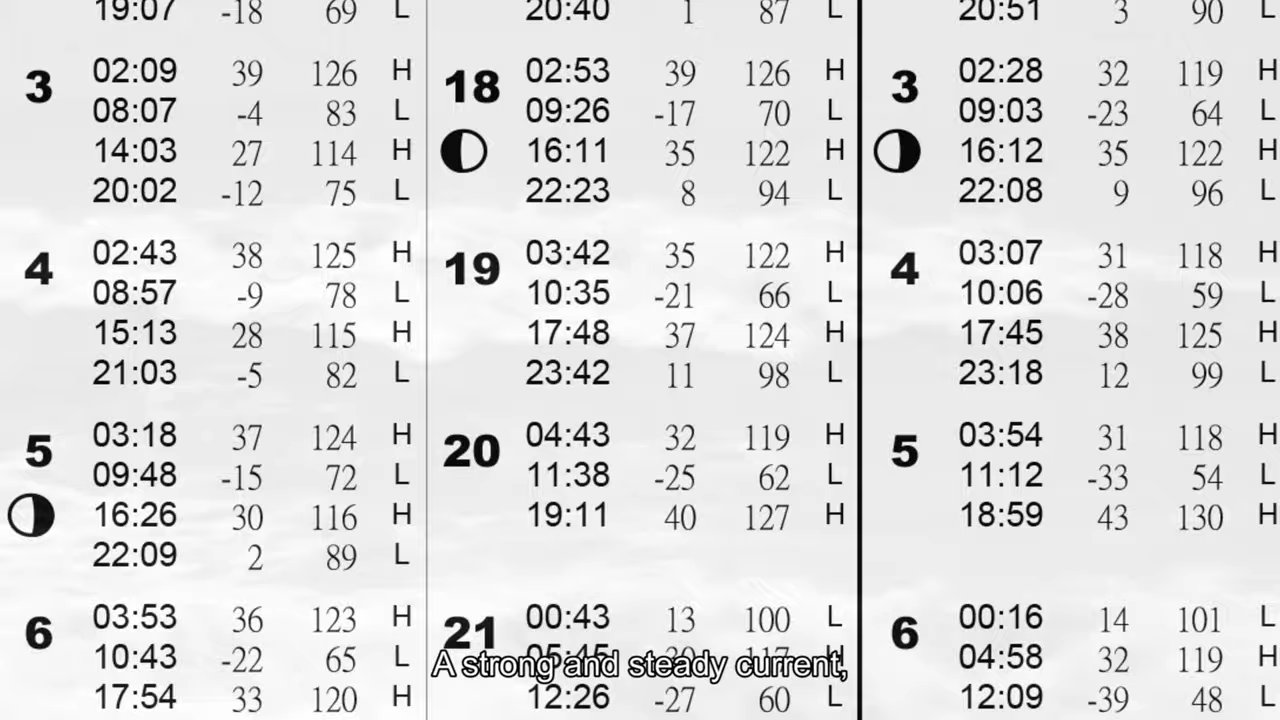 19:07 -18 69 L
3 02:09 39 126 H
08:07 -4 83 L
14:03 27 114 H
20:02 -12 75 L
4 02:43 38 125 H
08:57 -9 78 L
15:13 28 115 H
21:03 -5 82 L
5 03:18 37 124 H
09:48 -15 72 L
16:26 30 116 H
22:09 2 89 L
6 03:53 36 123 H
10:43 -22 65 L
17:54 33 120 H
20:40 1 87 L
18 02:53 39 126 H
09:26 -17 70 L
16:11 35 122 H
22:23 8 94 L
19 03:42 35 122 H
10:35 -21 66 L
17:48 37 124 H
23:42 11 98 L
20 04:43 32 119 H
11:38 -25 62 L
19:11 40 127 H
21 00:43 13 100 L
12:26 -27 60 L
20:51 3 90 L
3 02:28 32 119 H
09:03 -23 64 L
16:12 35 122 H
22:08 9 96 L
4 03:07 31 118 H
10:06 -28 59 L
17:45 38 125 H
23:18 12 99 L
5 03:54 31 118 H
11:12 -33 54 L
18:59 43 130 H
6 00:16 14 101 L
04:58 32 119 H
12:09 -39 48 L
A strong and steady current,